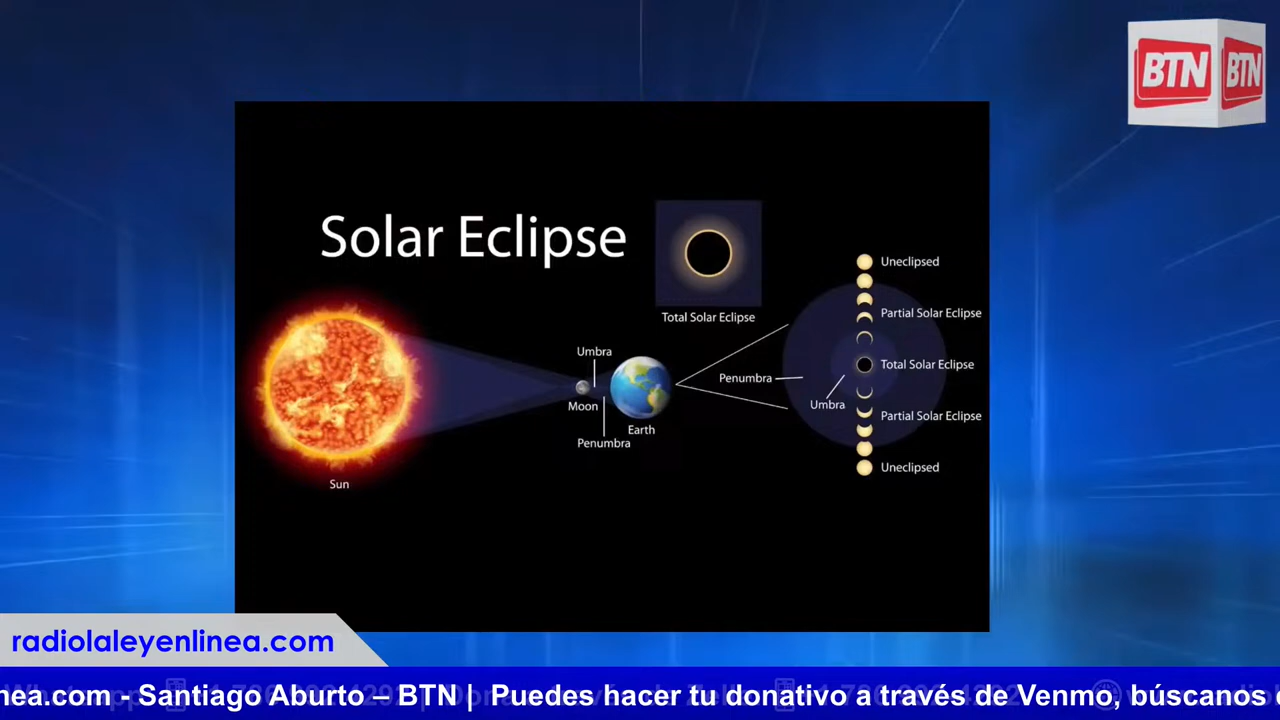 BTN
BTN
Solar Eclipse
Total Solar Eclipse
Uneclipsed
Partial Solar Eclipse
Total Solar Eclipse
Partial Solar Eclipse
Uneclipsed
Penumbra
Umbra
Umbra
Moon
Penumbra
Earth
Sun
radiolaleyenlinea.com
nea.com - Santiago Aburto – BTN | Puedes hacer tu donativo a través de Venmo, búscanos